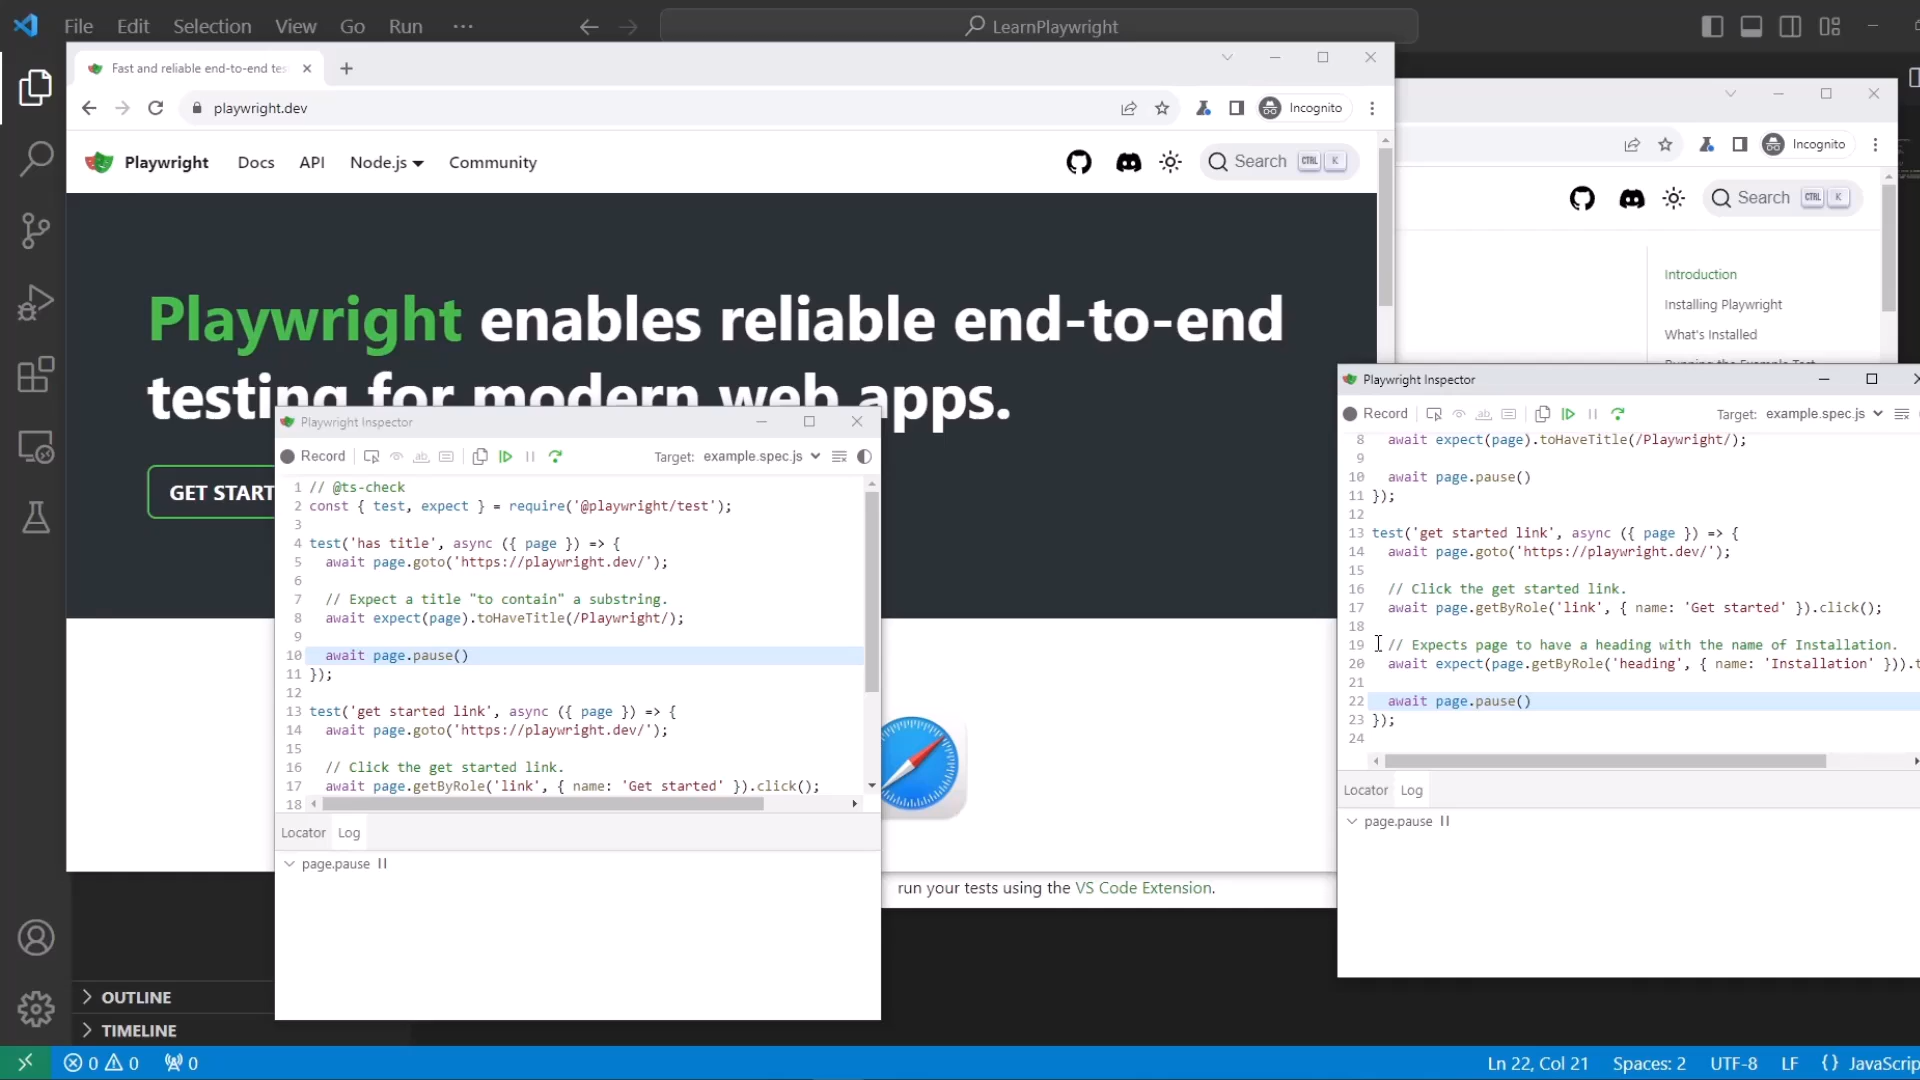 File Edit Selection View Go Run ···
LearnPlaywright
Fast and reliable end-to-end tes
playwright.dev
Incognito
Playwright Docs API Node.js Community
Search CTRL K
Playwright enables reliable end-to-end
testing for modern web apps.
GET START
Incognito
Search CTRL K
Introduction
Installing Playwright
What's Installed
Running the Example Test
Playwright Inspector
Record
Target: example.spec.js
1 // @ts-check
2 const { test, expect } = require('@playwright/test');
3
4 test('has title', async ({ page }) => {
5 await page.goto('https://playwright.dev/');
6
7 // Expect a title "to contain" a substring.
8 await expect(page).toHaveTitle(/Playwright/);
9
10 await page.pause()
11 });
12
13 test('get started link', async ({ page }) => {
14 await page.goto('https://playwright.dev/');
15
16 // Click the get started link.
17 await page.getByRole('link', { name: 'Get started' }).click();
18
Locator Log
page.pause
run your tests using the VS Code Extension.
Playwright Inspector
Record
Target: example.spec.js
8 await expect(page).toHaveTitle(/Playwright/);
9
10 await page.pause()
11 });
12
13 test('get started link', async ({ page }) => {
14 await page.goto('https://playwright.dev/');
15
16 // Click the get started link.
17 await page.getByRole('link', { name: 'Get started' }).click();
18
19 // Expects page to have a heading with the name of Installation.
20 await expect(page.getByRole('heading', { name: 'Installation' })).t
21
22 await page.pause()
23 });
24
Locator Log
page.pause
OUTLINE
TIMELINE
0 0 0
Ln 22, Col 21 Spaces: 2 UTF-8 LF {} JavaScrip